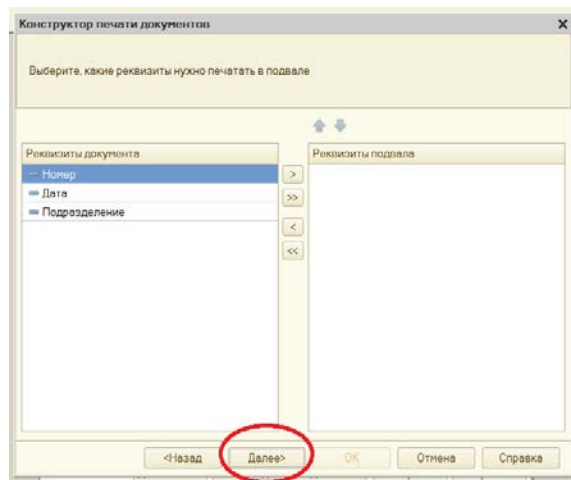 Конструктор печати документов
Выберите, какие реквизиты нужно печатать в подвале
Реквизиты документа
Реквизиты подвала
Номер
Дата
Подразделение
>
>>
<
<<
<Назад
Далее>
ОК
Отмена
Справка